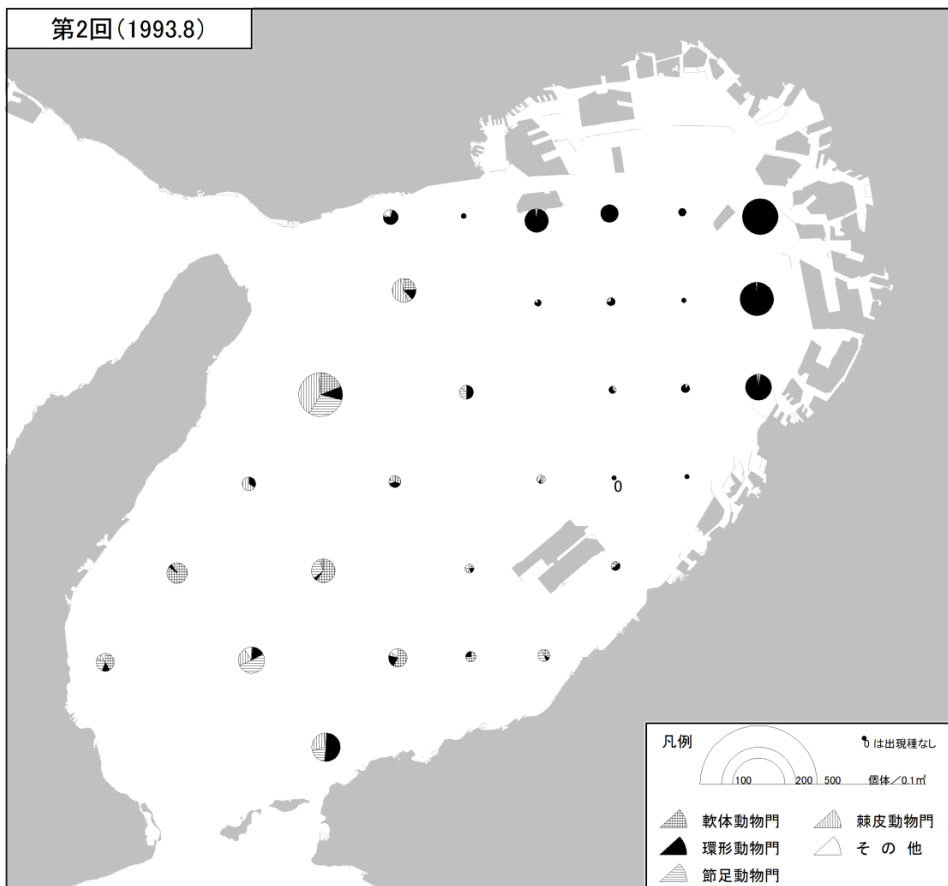 第2回(1993.8)
0
凡例
0 は出現種なし
100 200 500 個体/0.1㎡
軟体動物門 棘皮動物門
環形動物門 その他
節足動物門